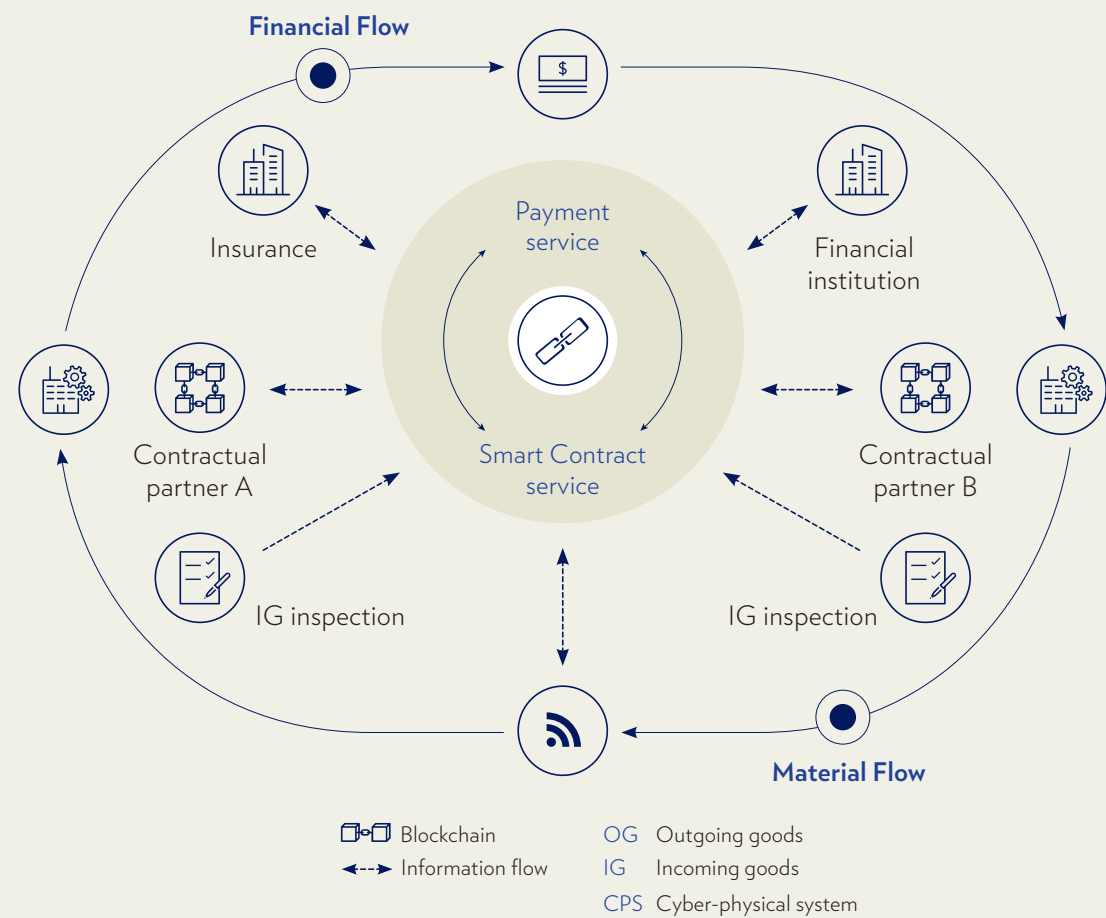 Financial Flow
$
Insurance
Payment
service
Financial
institution
Contractual
partner A
Smart Contract
service
Contractual
partner B
IG inspection
IG inspection
Material Flow
Blockchain
Information flow
OG Outgoing goods
IG Incoming goods
CPS Cyber-physical system